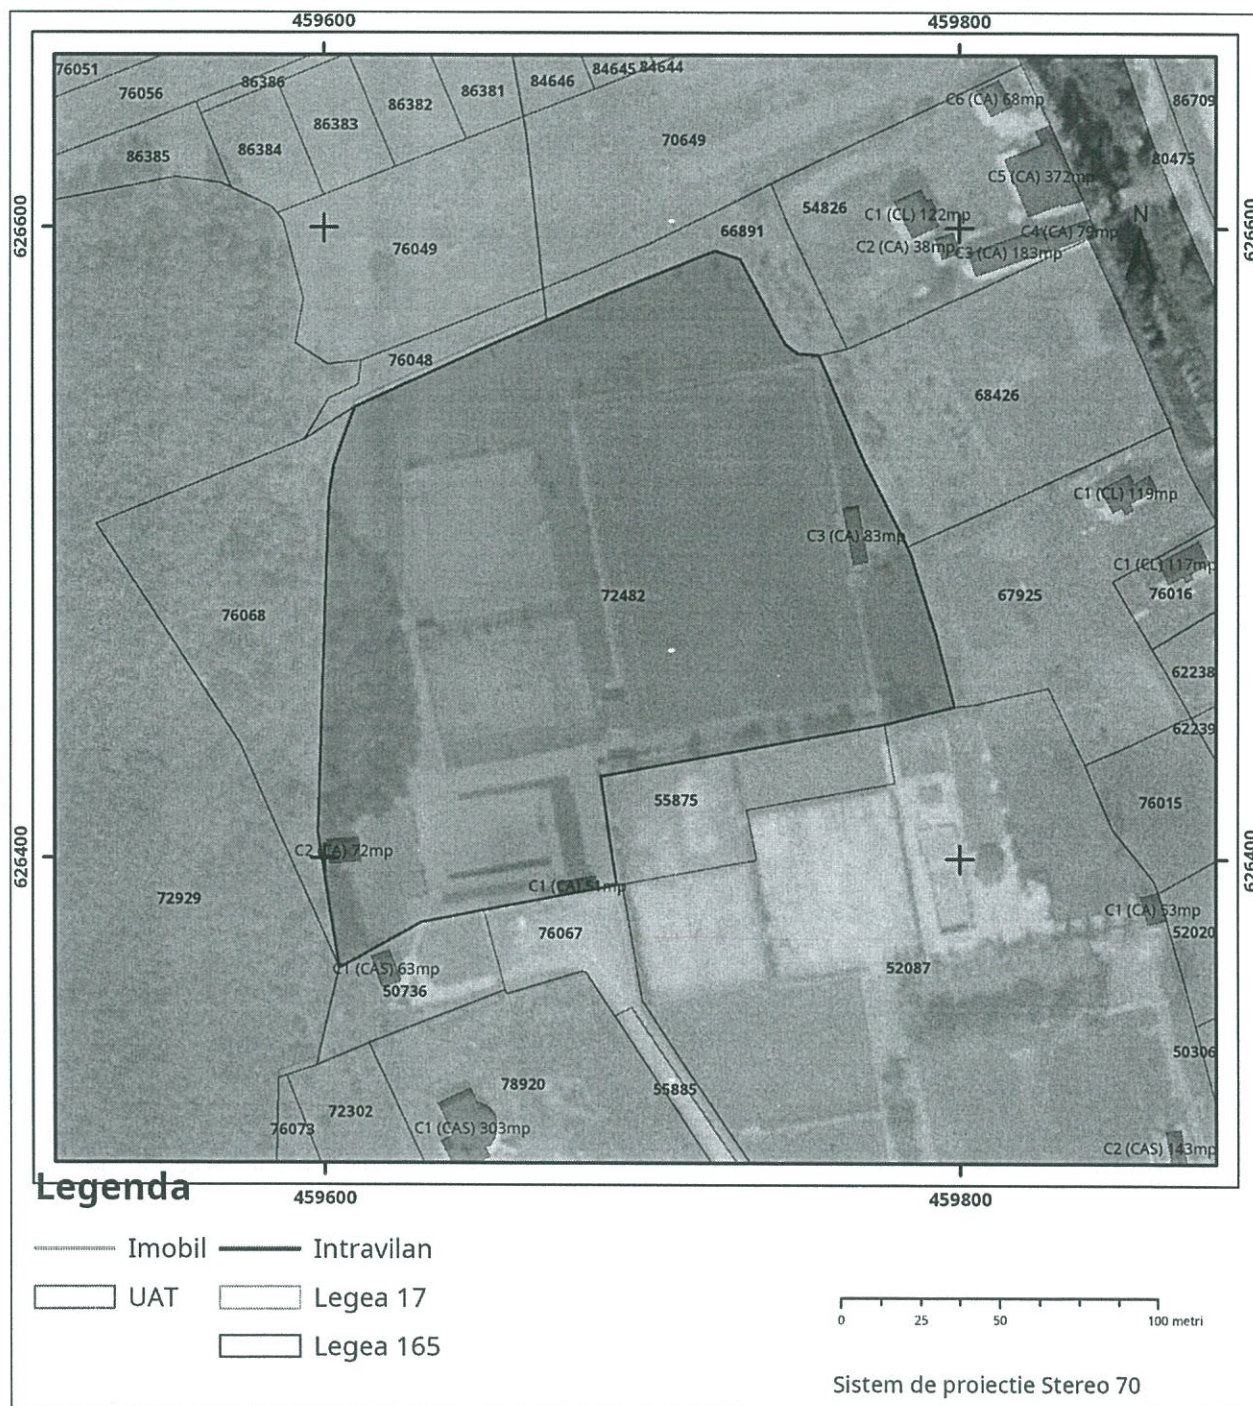 459600 459800
76051 86386 86381 84646 84645 84644
76056 86382 C6 (CA) 68mp 86709
86383
86385 86384 70649 80475
C5 (CA) 372mp
626600 54826 C1 (CL) 122mp N 626600
66891 C4 (CA) 79mp
76049 C2 (CA) 38mp C3 (CA) 183mp
76048
68426
C1 (CL) 119mp
C3 (CA) 83mp
C1 (CL) 117mp
72482 67925 76016
76068
62238
62239
55875 76015
626400 C2 (CA) 72mp 626400
72929 C1 (CA) 51mp
C1 (CA) 53mp
76067 52020
C1 (CAS) 63mp 52087
50736
50306
78920 55885
72302
76073 C1 (CAS) 303mp
C2 (CAS) 143mp
Legenda
459600 459800
Imobil Intravilan
UAT Legea 17
Legea 165
0 25 50 100 metri
Sistem de proiectie Stereo 70